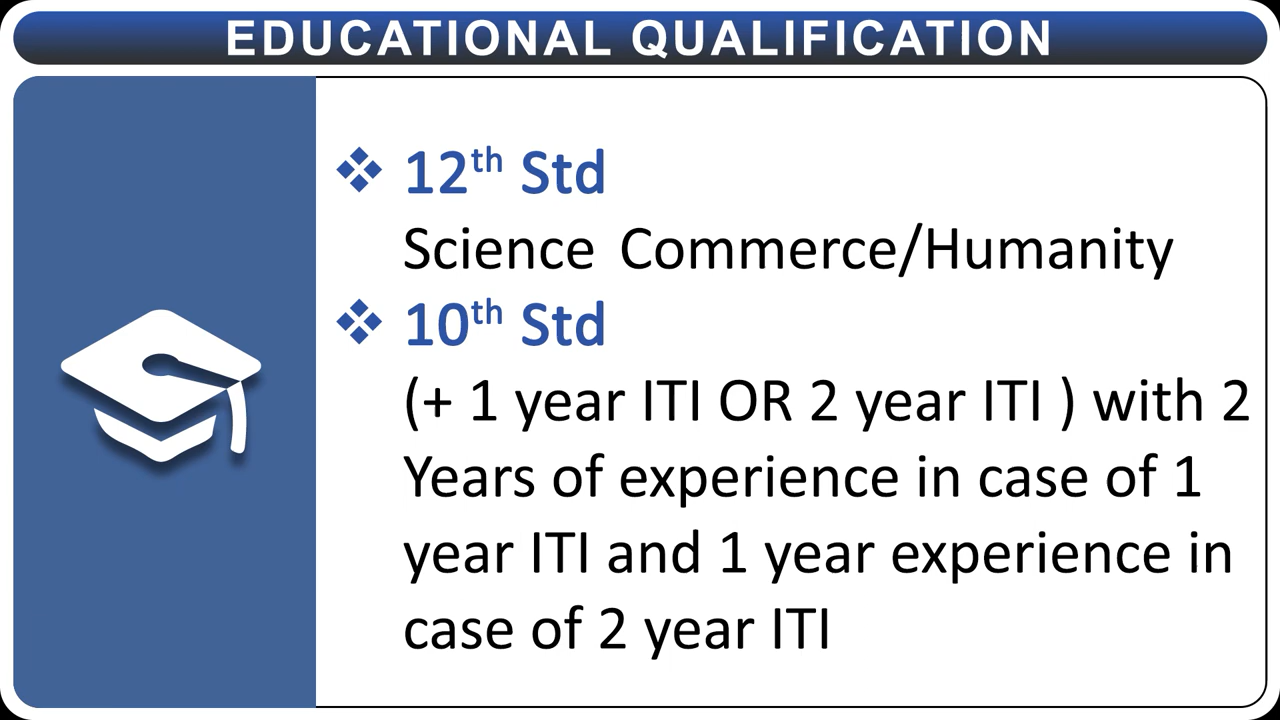 EDUCATIONAL QUALIFICATION
❖ 12th Std
Science Commerce/Humanity
❖ 10th Std
(+ 1 year ITI OR 2 year ITI ) with 2
Years of experience in case of 1
year ITI and 1 year experience in
case of 2 year ITI